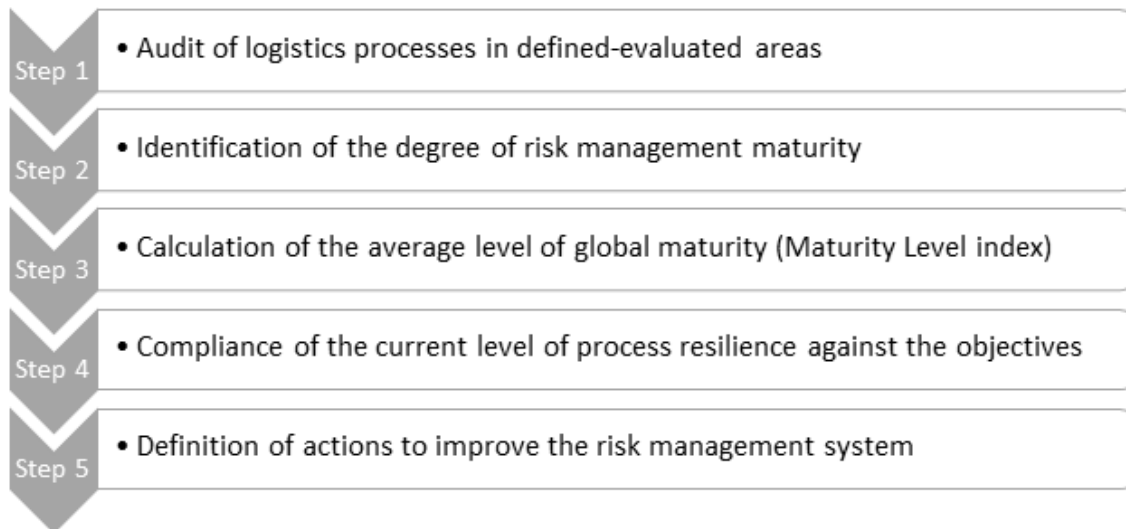 Step 1
• Audit of logistics processes in defined-evaluated areas
Step 2
• Identification of the degree of risk management maturity
Step 3
• Calculation of the average level of global maturity (Maturity Level index)
Step 4
• Compliance of the current level of process resilience against the objectives
Step 5
• Definition of actions to improve the risk management system